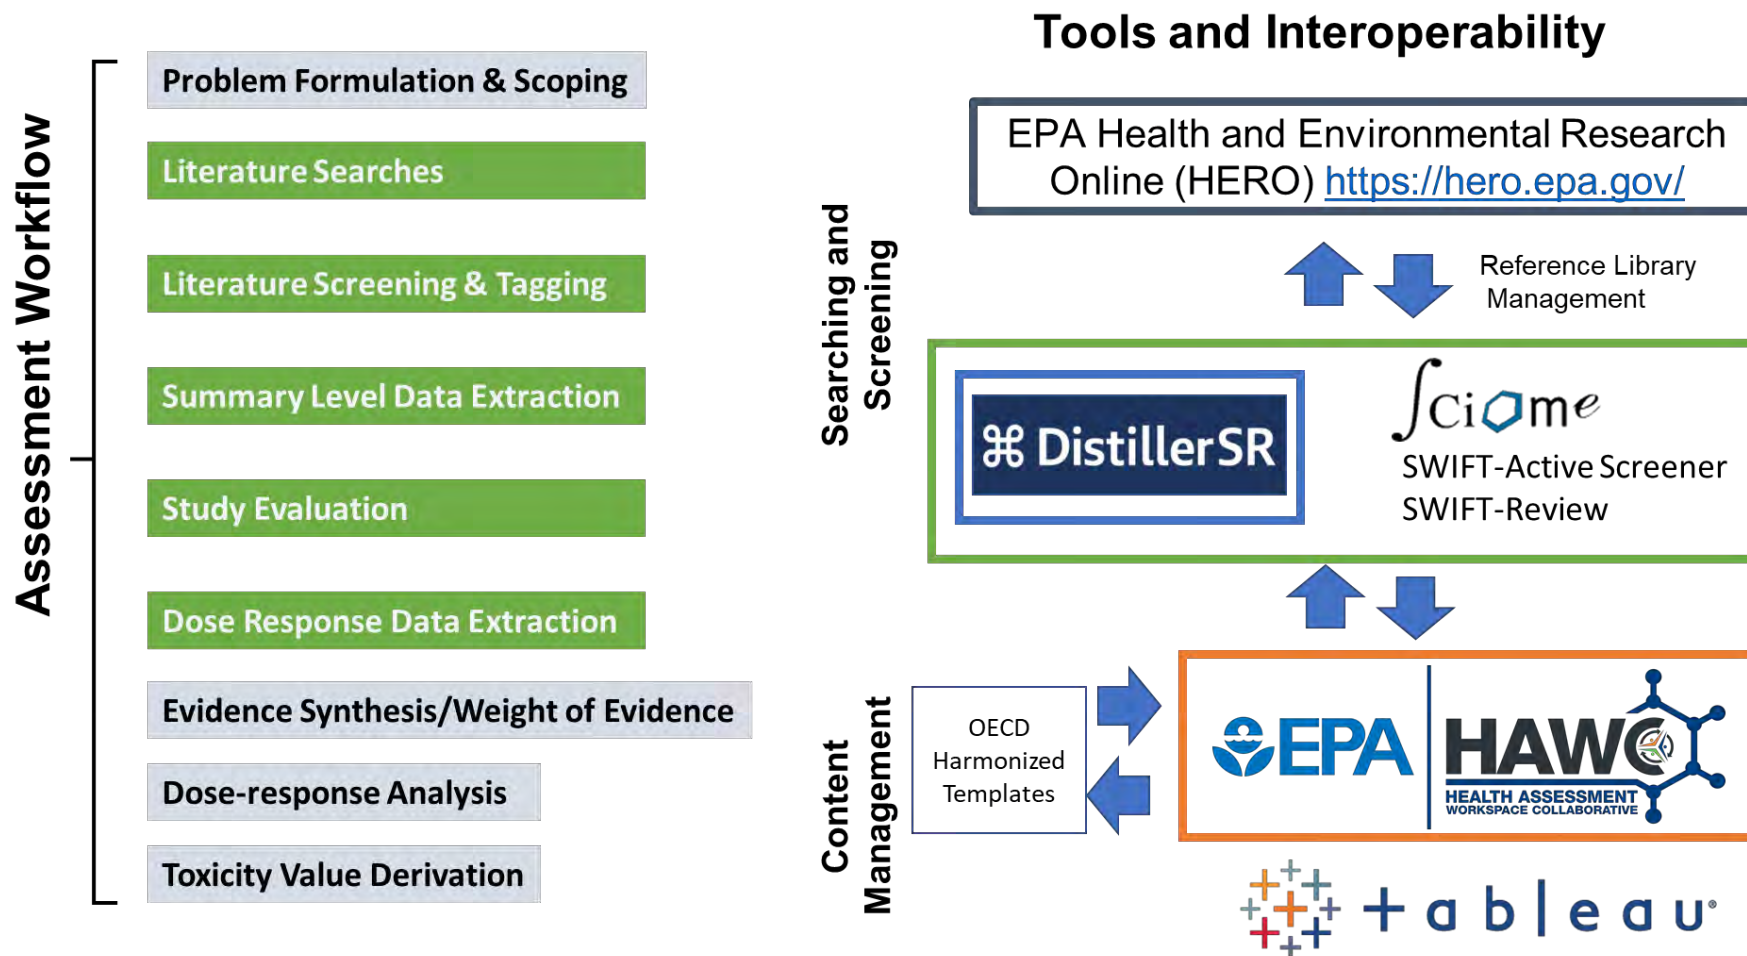 Assessment Workflow
Problem Formulation & Scoping
Literature Searches
Literature Screening & Tagging
Summary Level Data Extraction
Study Evaluation
Dose Response Data Extraction
Evidence Synthesis/Weight of Evidence
Dose-response Analysis
Toxicity Value Derivation
Tools and Interoperability
Searching and
Screening
EPA Health and Environmental Research
Online (HERO) https://hero.epa.gov/
Reference Library
Management
DistillerSR
Sciome
SWIFT-Active Screener
SWIFT-Review
Content
Management
OECD
Harmonized
Templates
EPA
HAWC
HEALTH ASSESSMENT
WORKSPACE COLLABORATIVE
+ableau®